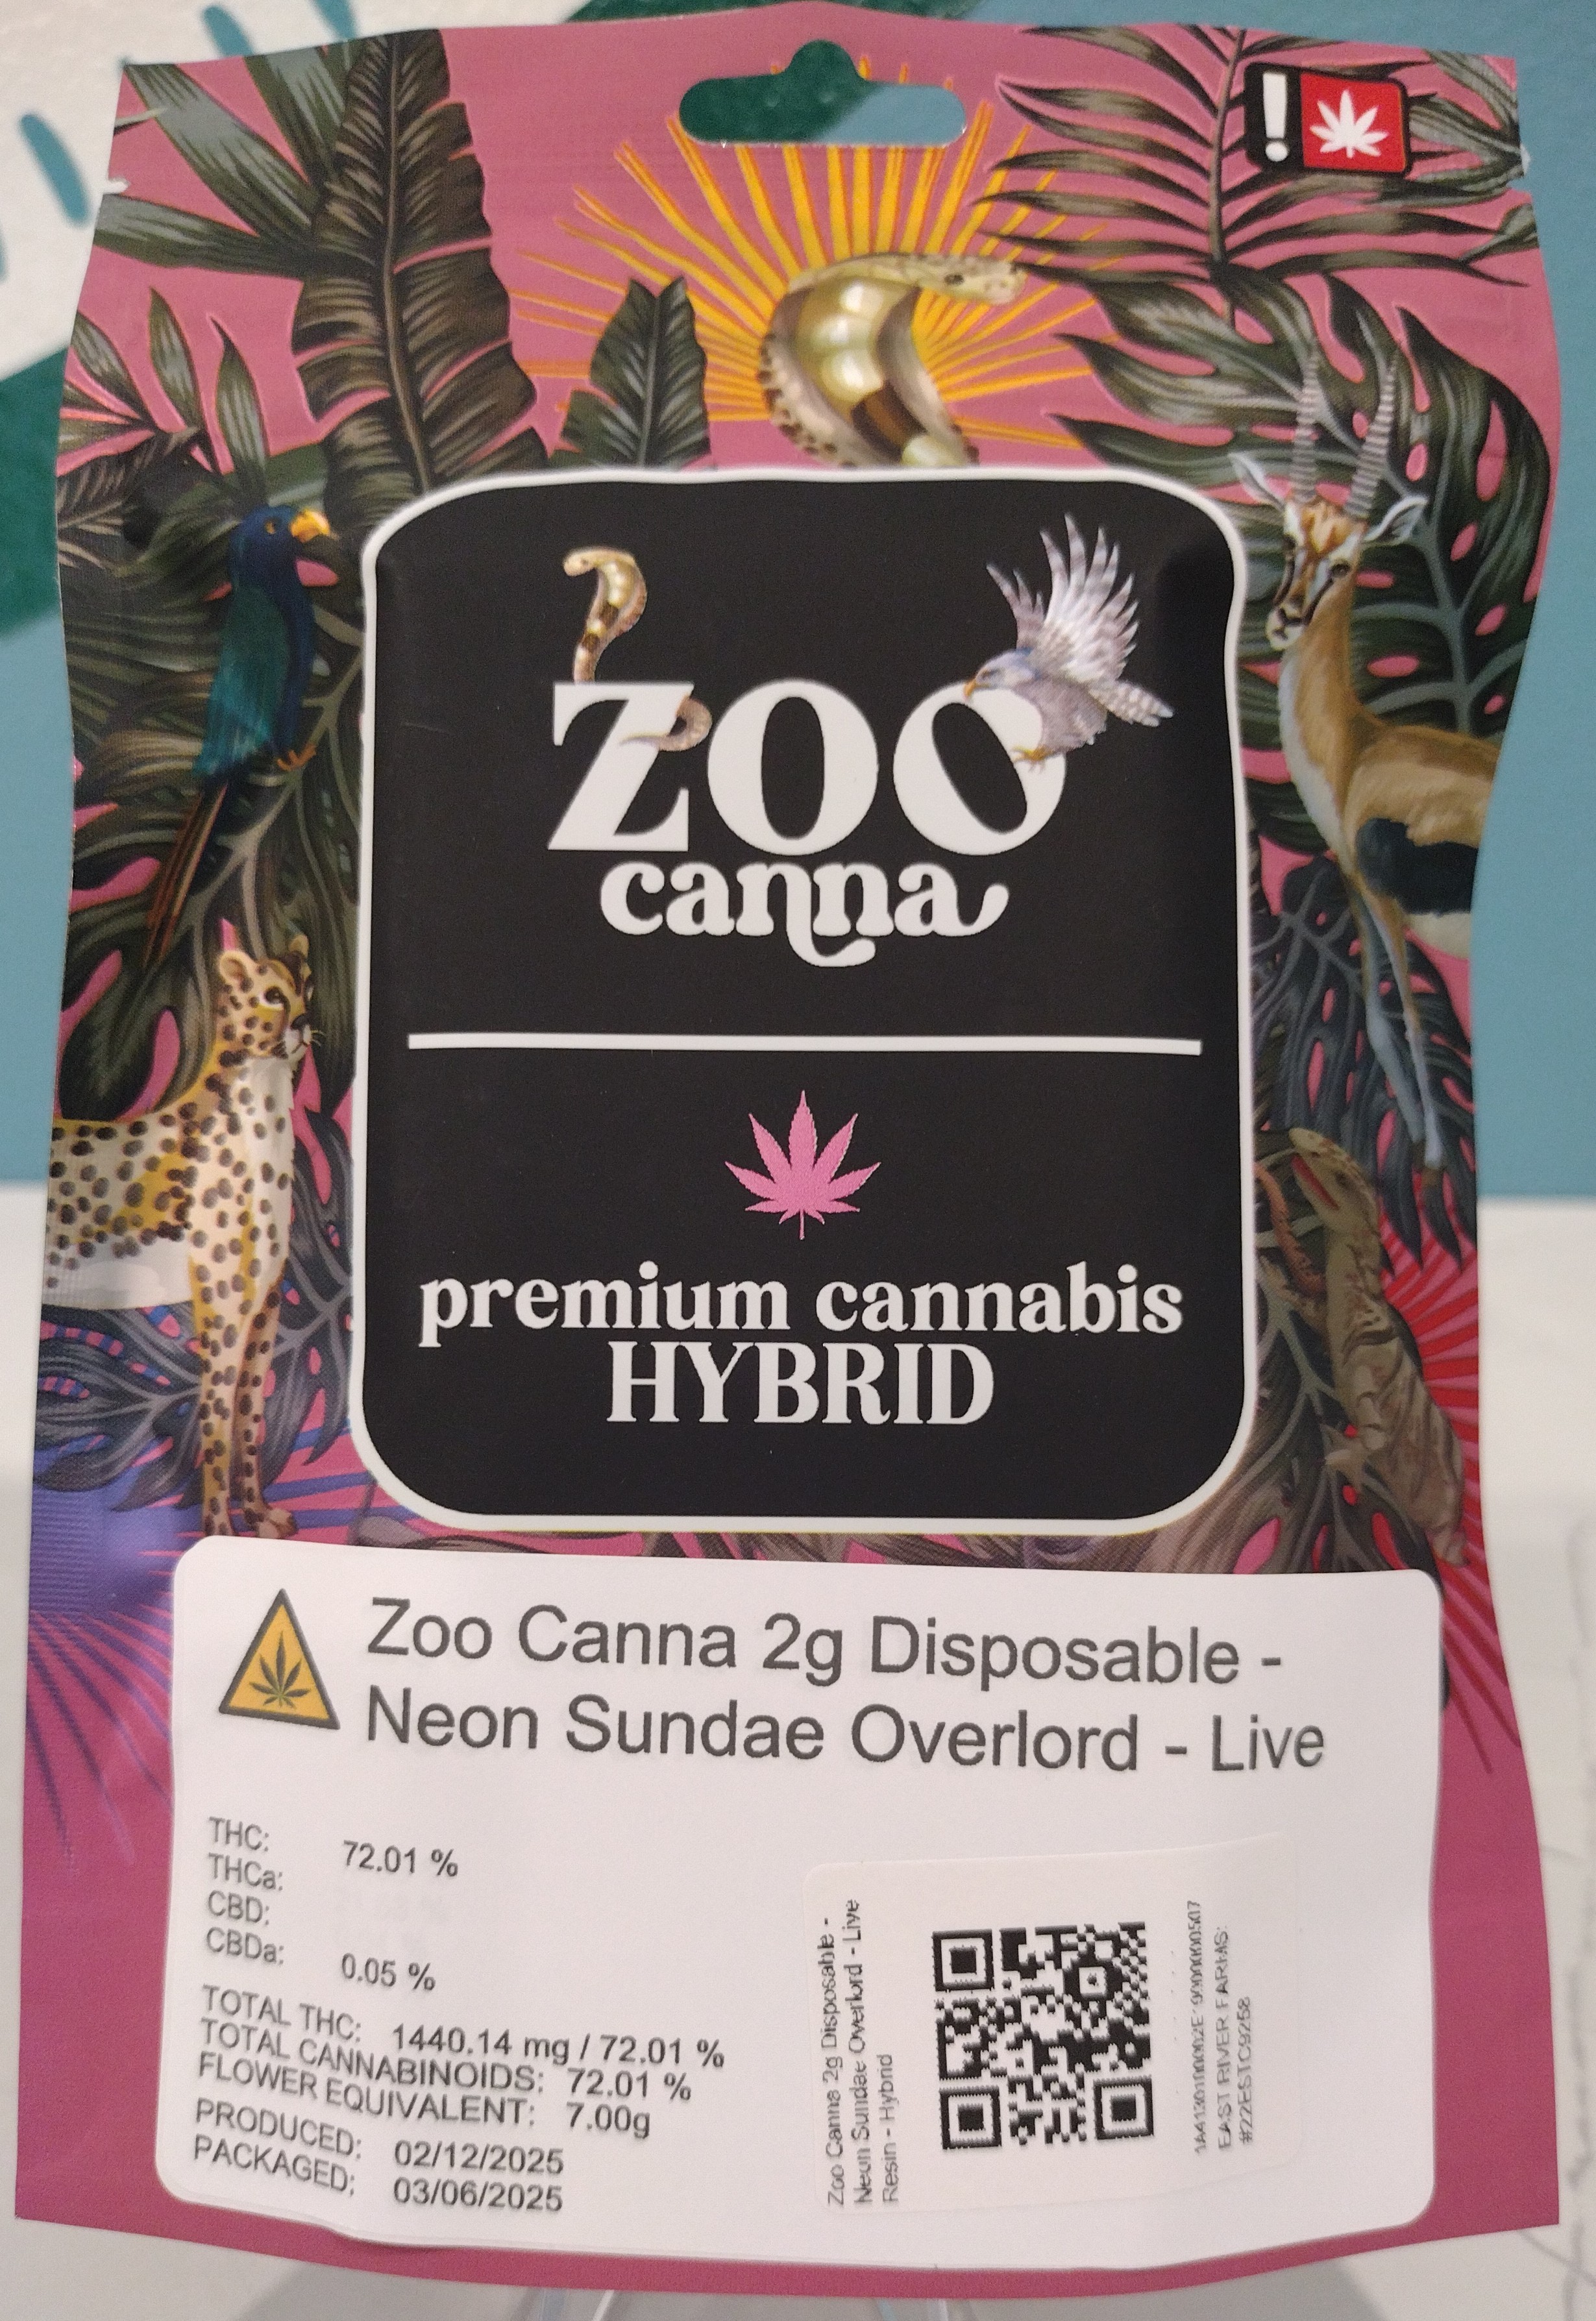 !
zoo
canna
premium cannabis
HYBRID
Zoo Canna 2g Disposable -
Neon Sundae Overlord - Live
THC: 72.01 %
THCa:
CBD:
CBDa: 0.05 %
TOTAL THC: 1440.14 mg / 72.01 %
TOTAL CANNABINOIDS: 72.01 %
FLOWER EQUIVALENT: 7.00g
PRODUCED: 02/12/2025
PACKAGED: 03/06/2025
Zoo Canna 2g Disposable -
Neon Sundae Overlord - Live
Resin - Hybrid
EAST RIVER FARMS:
#22ESTC9258